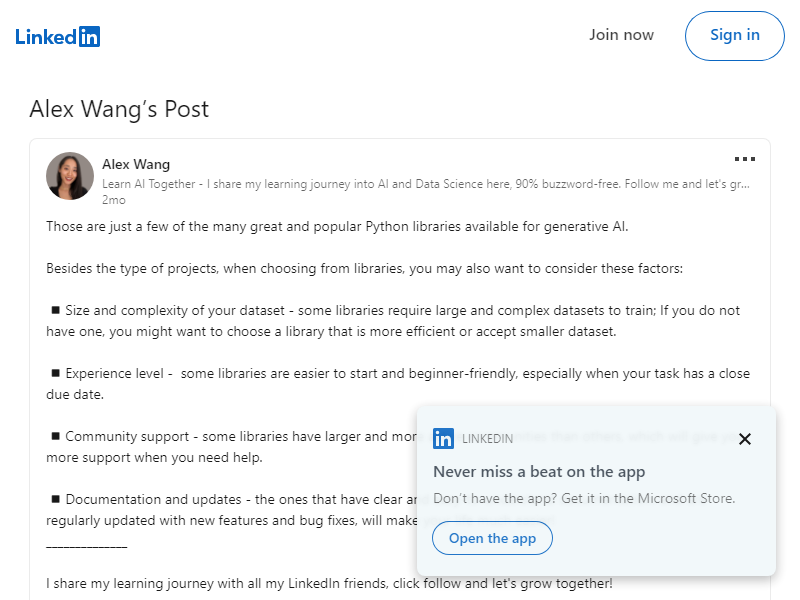 LinkedIn
Join now
Sign in
Alex Wang's Post
Alex Wang
Learn AI Together - I share my learning journey into AI and Data Science here, 90% buzzword-free. Follow me and let's gr...
2mo
Those are just a few of the many great and popular Python libraries available for generative AI.
Besides the type of projects, when choosing from libraries, you may also want to consider these factors:
◾ Size and complexity of your dataset - some libraries require large and complex datasets to train; If you do not
have one, you might want to choose a library that is more efficient or accept smaller dataset.
◾ Experience level - some libraries are easier to start and beginner-friendly, especially when your task has a close
due date.
◾ Community support - some libraries have larger and more
more support when you need help.
◾ Documentation and updates - the ones that have clear
regularly updated with new features and bug fixes, will make
______________
I share my learning journey with all my LinkedIn friends, click follow and let's grow together!
LINKEDIN
Never miss a beat on the app
Don't have the app? Get it in the Microsoft Store.
Open the app